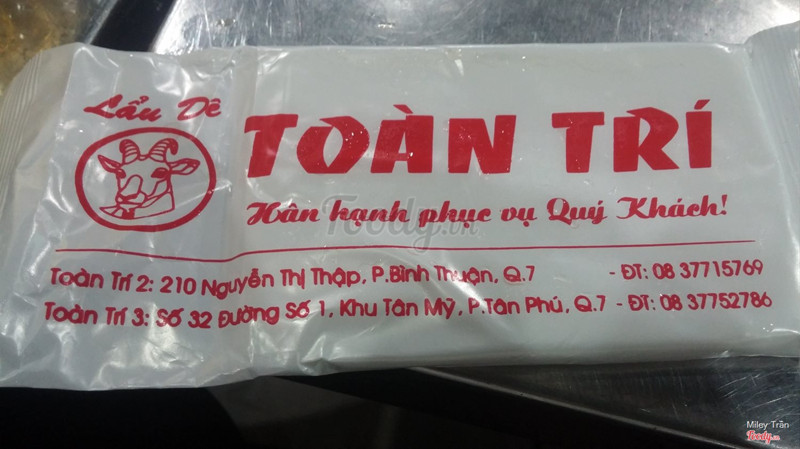 Lẩu Dê
TOÀN TRÍ
Hân hạnh phục vụ Quý Khách!
Foody.vn
Toàn Trí 2: 210 Nguyễn Thị Thập, P.Bình Thuận, Q.7 - ĐT: 08 37715769
Toàn Trí 3: Số 32 Đường Số 1, Khu Tân Mỹ, P.Tân Phú, Q.7 - ĐT: 08 37752786
Miley Trần
Foody.vn